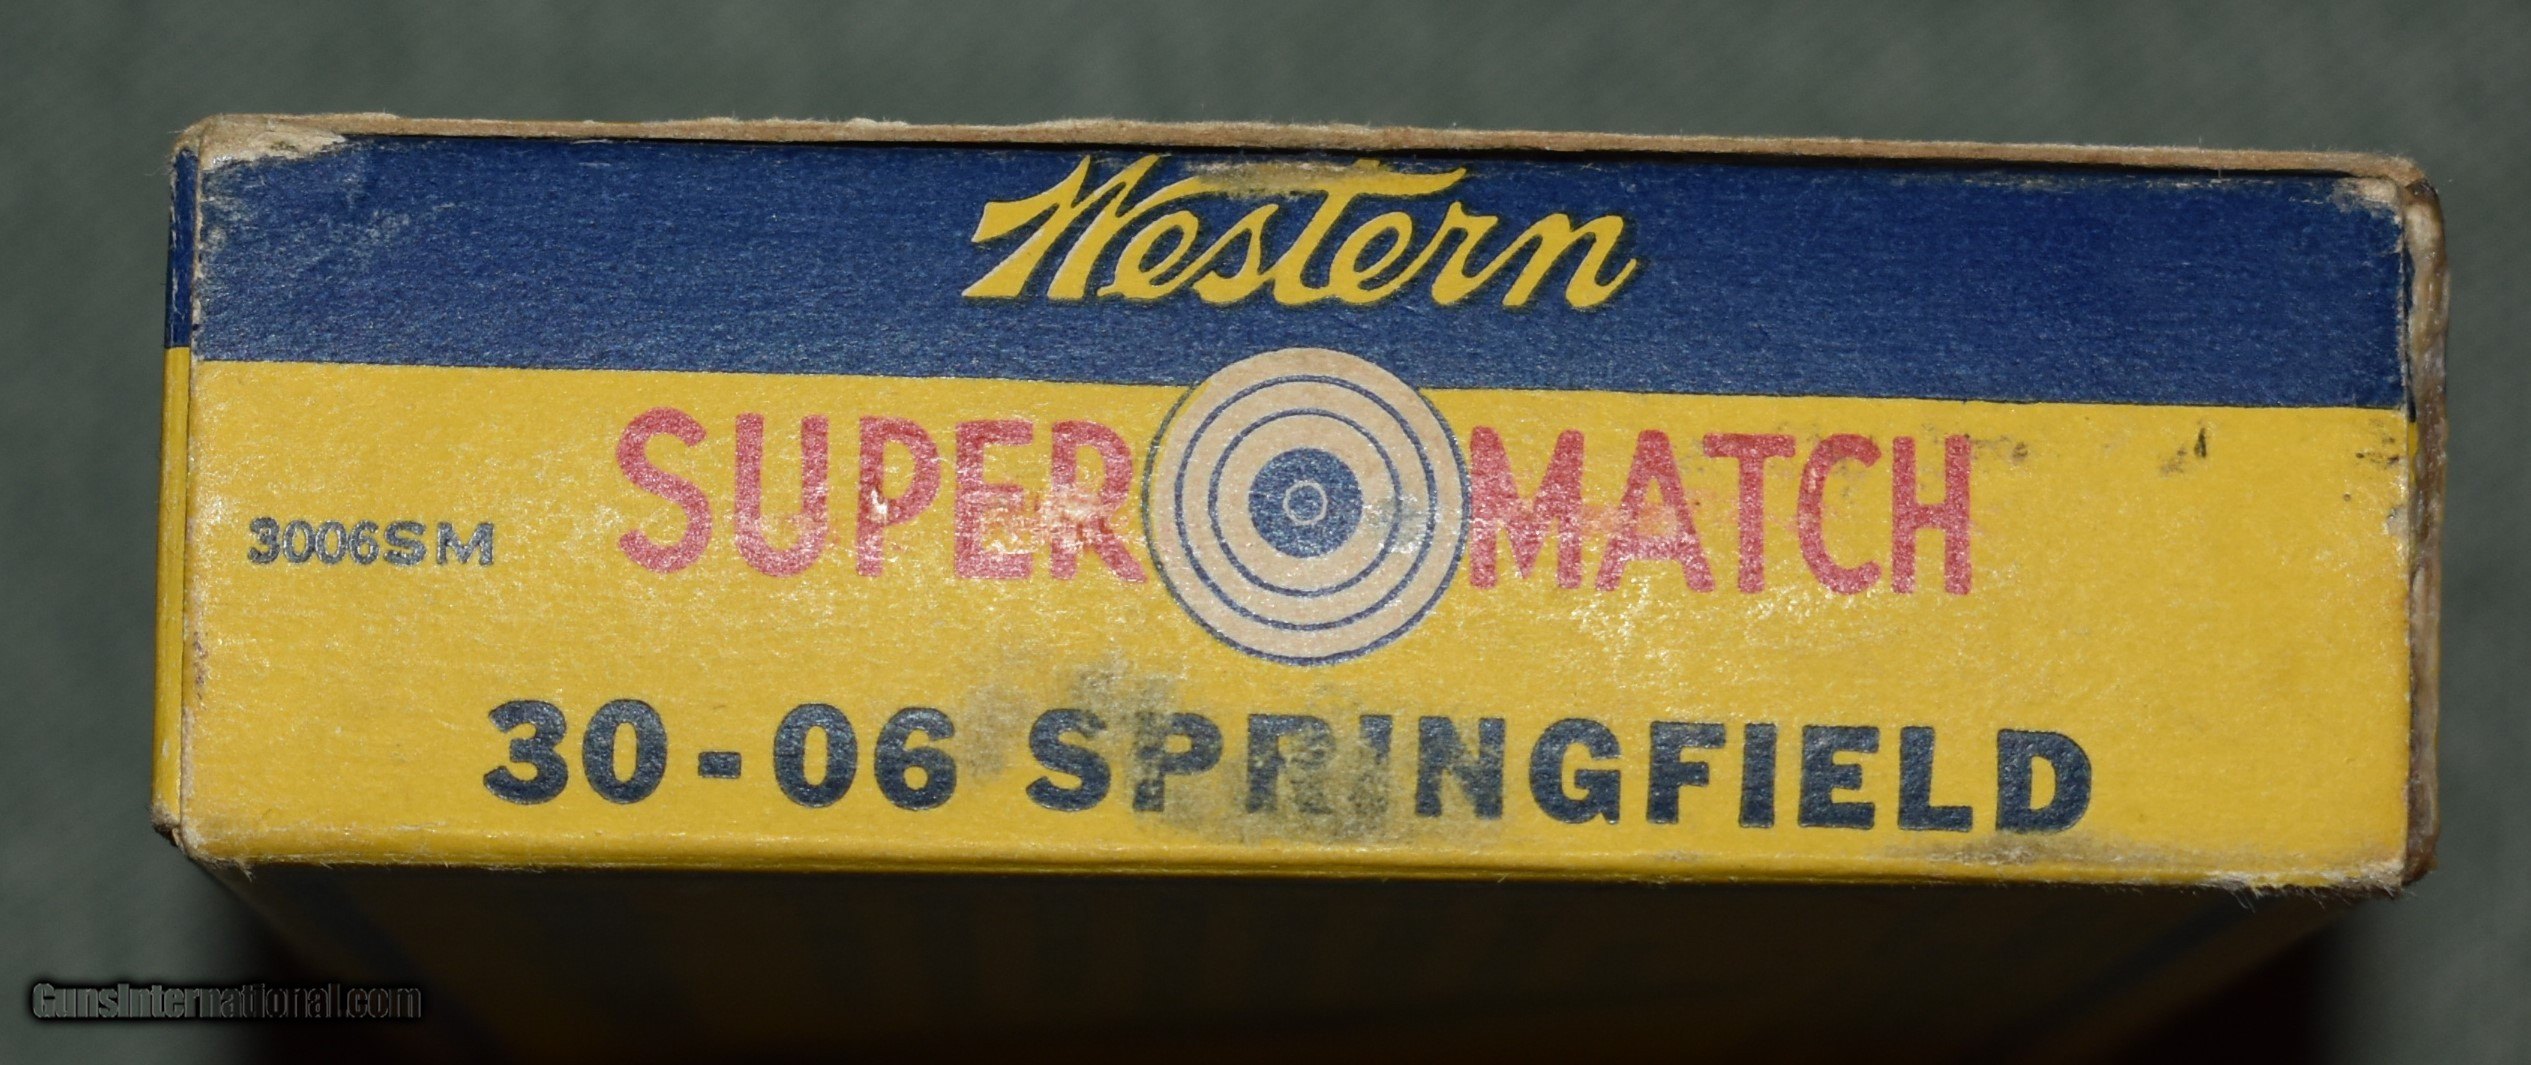 Western
SUPER MATCH
3006SM
30-06 SPRINGFIELD
GunsInternational.com